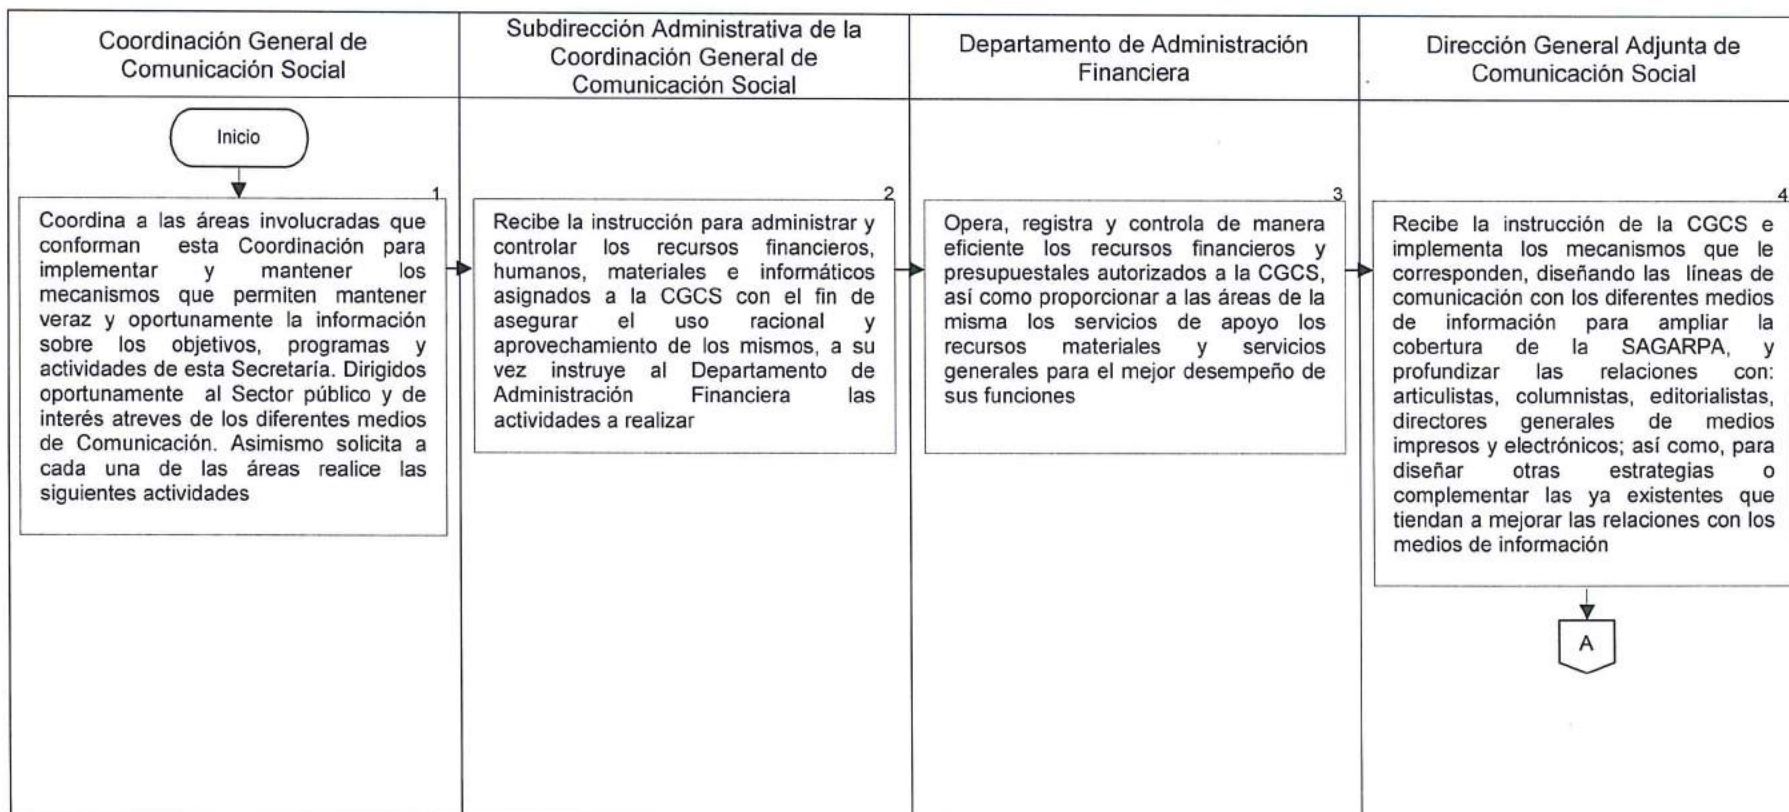 Coordinación General de
Comunicación Social
Subdirección Administrativa de la
Coordinación General de
Comunicación Social
Departamento de Administración
Financiera
Dirección General Adjunta de
Comunicación Social
Inicio
1
Coordina a las áreas involucradas que
conforman esta Coordinación para
implementar y mantener los
mecanismos que permiten mantener
veraz y oportunamente la información
sobre los objetivos, programas y
actividades de esta Secretaría. Dirigidos
oportunamente al Sector público y de
interés atreves de los diferentes medios
de Comunicación. Asimismo solicita a
cada una de las áreas realice las
siguientes actividades
2
Recibe la instrucción para administrar y
controlar los recursos financieros,
humanos, materiales e informáticos
asignados a la CGCS con el fin de
asegurar el uso racional y
aprovechamiento de los mismos, a su
vez instruye al Departamento de
Administración Financiera las
actividades a realizar
3
Opera, registra y controla de manera
eficiente los recursos financieros y
presupuestales autorizados a la CGCS,
así como proporcionar a las áreas de la
misma los servicios de apoyo los
recursos materiales y servicios
generales para el mejor desempeño de
sus funciones
4
Recibe la instrucción de la CGCS e
implementa los mecanismos que le
corresponden, diseñando las líneas de
comunicación con los diferentes medios
de información para ampliar la
cobertura de la SAGARPA, y
profundizar las relaciones con:
articulistas, columnistas, editorialistas,
directores generales de medios
impresos y electrónicos; así como, para
diseñar otras estrategias o
complementar las ya existentes que
tiendan a mejorar las relaciones con los
medios de información
A